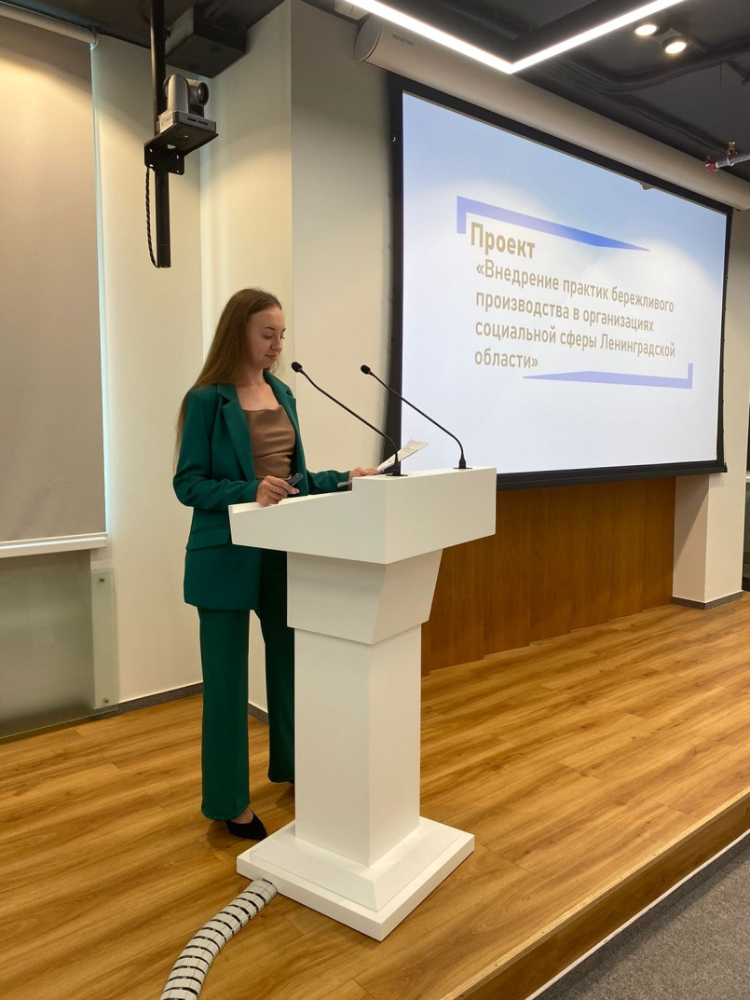 Проект
«Внедрение практик бережливого
производства в организациях
социальной сферы Ленинградской
области»